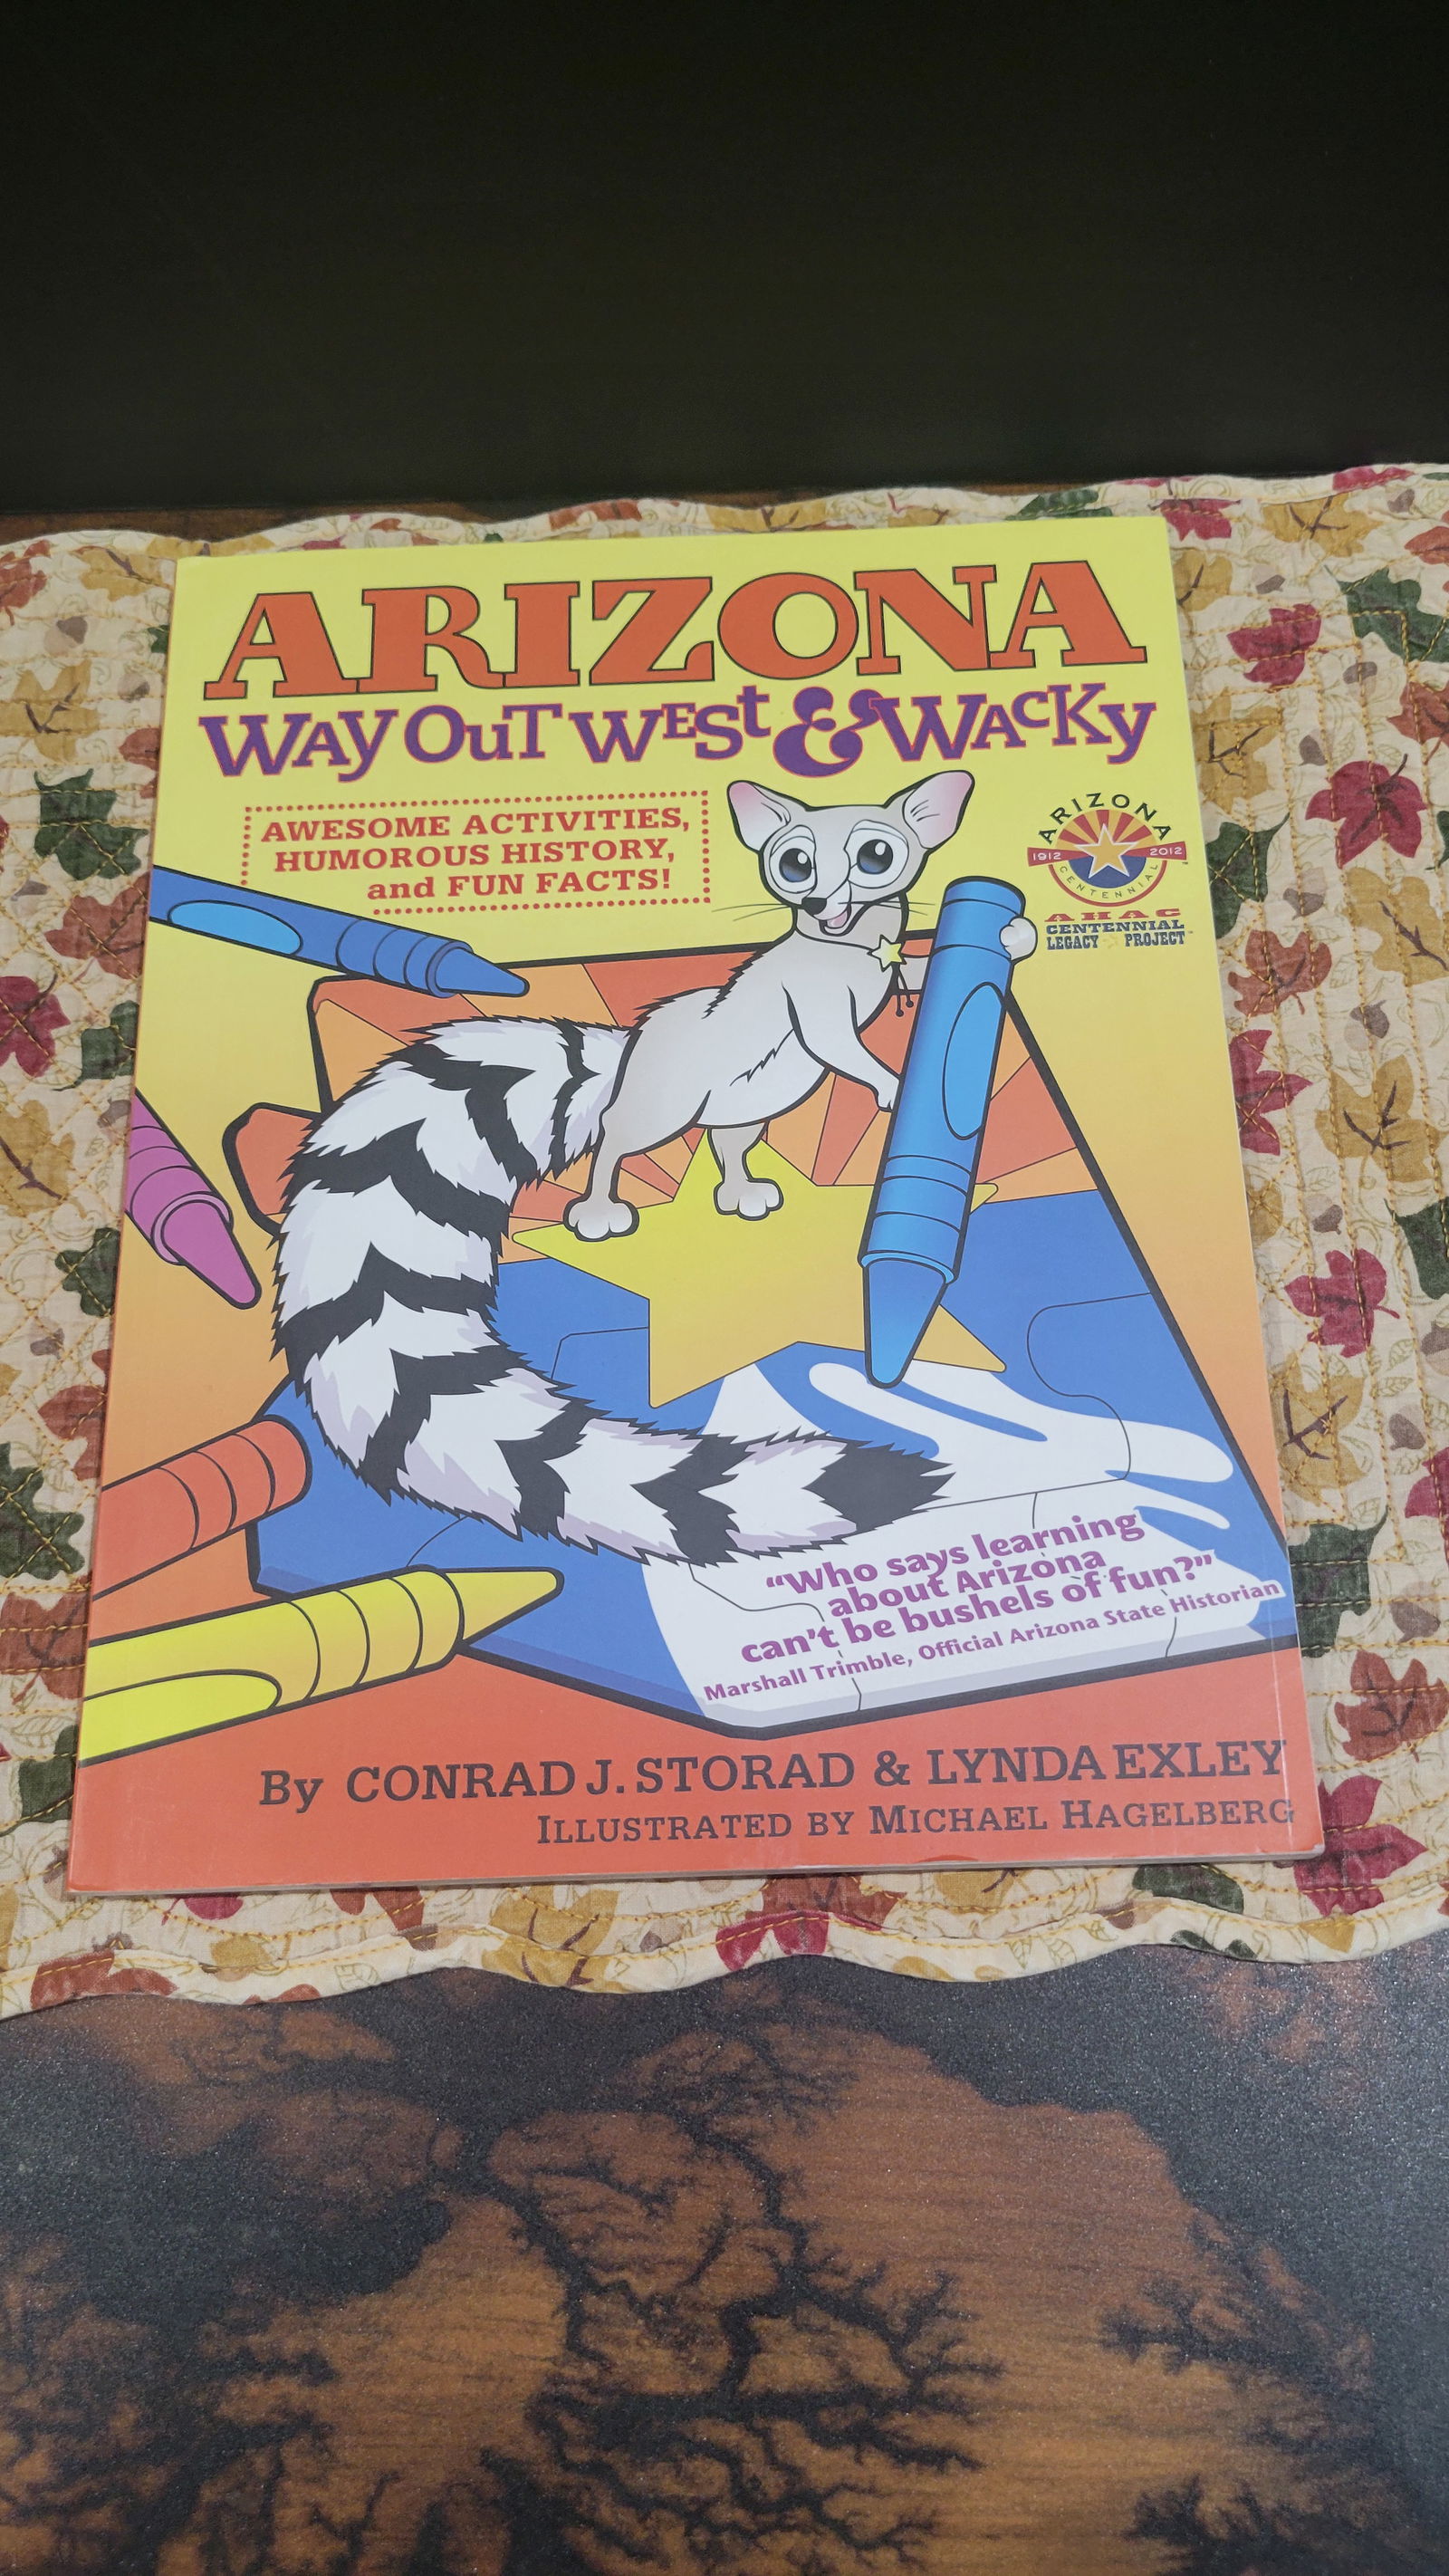 ARIZONA
WAY OUT WEST & WACKY
AWESOME ACTIVITIES,
HUMOROUS HISTORY,
and FUN FACTS!
ARIZONA
1912 2012
CENTENNIAL
AHAC
CENTENNIAL
LEGACY PROJECT
“Who says learning
about Arizona
can't be bushels of fun?”
Marshall Trimble, Official Arizona State Historian
By CONRAD J. STORAD & LYNDA EXLEY
ILLUSTRATED BY MICHAEL HAGELBERG